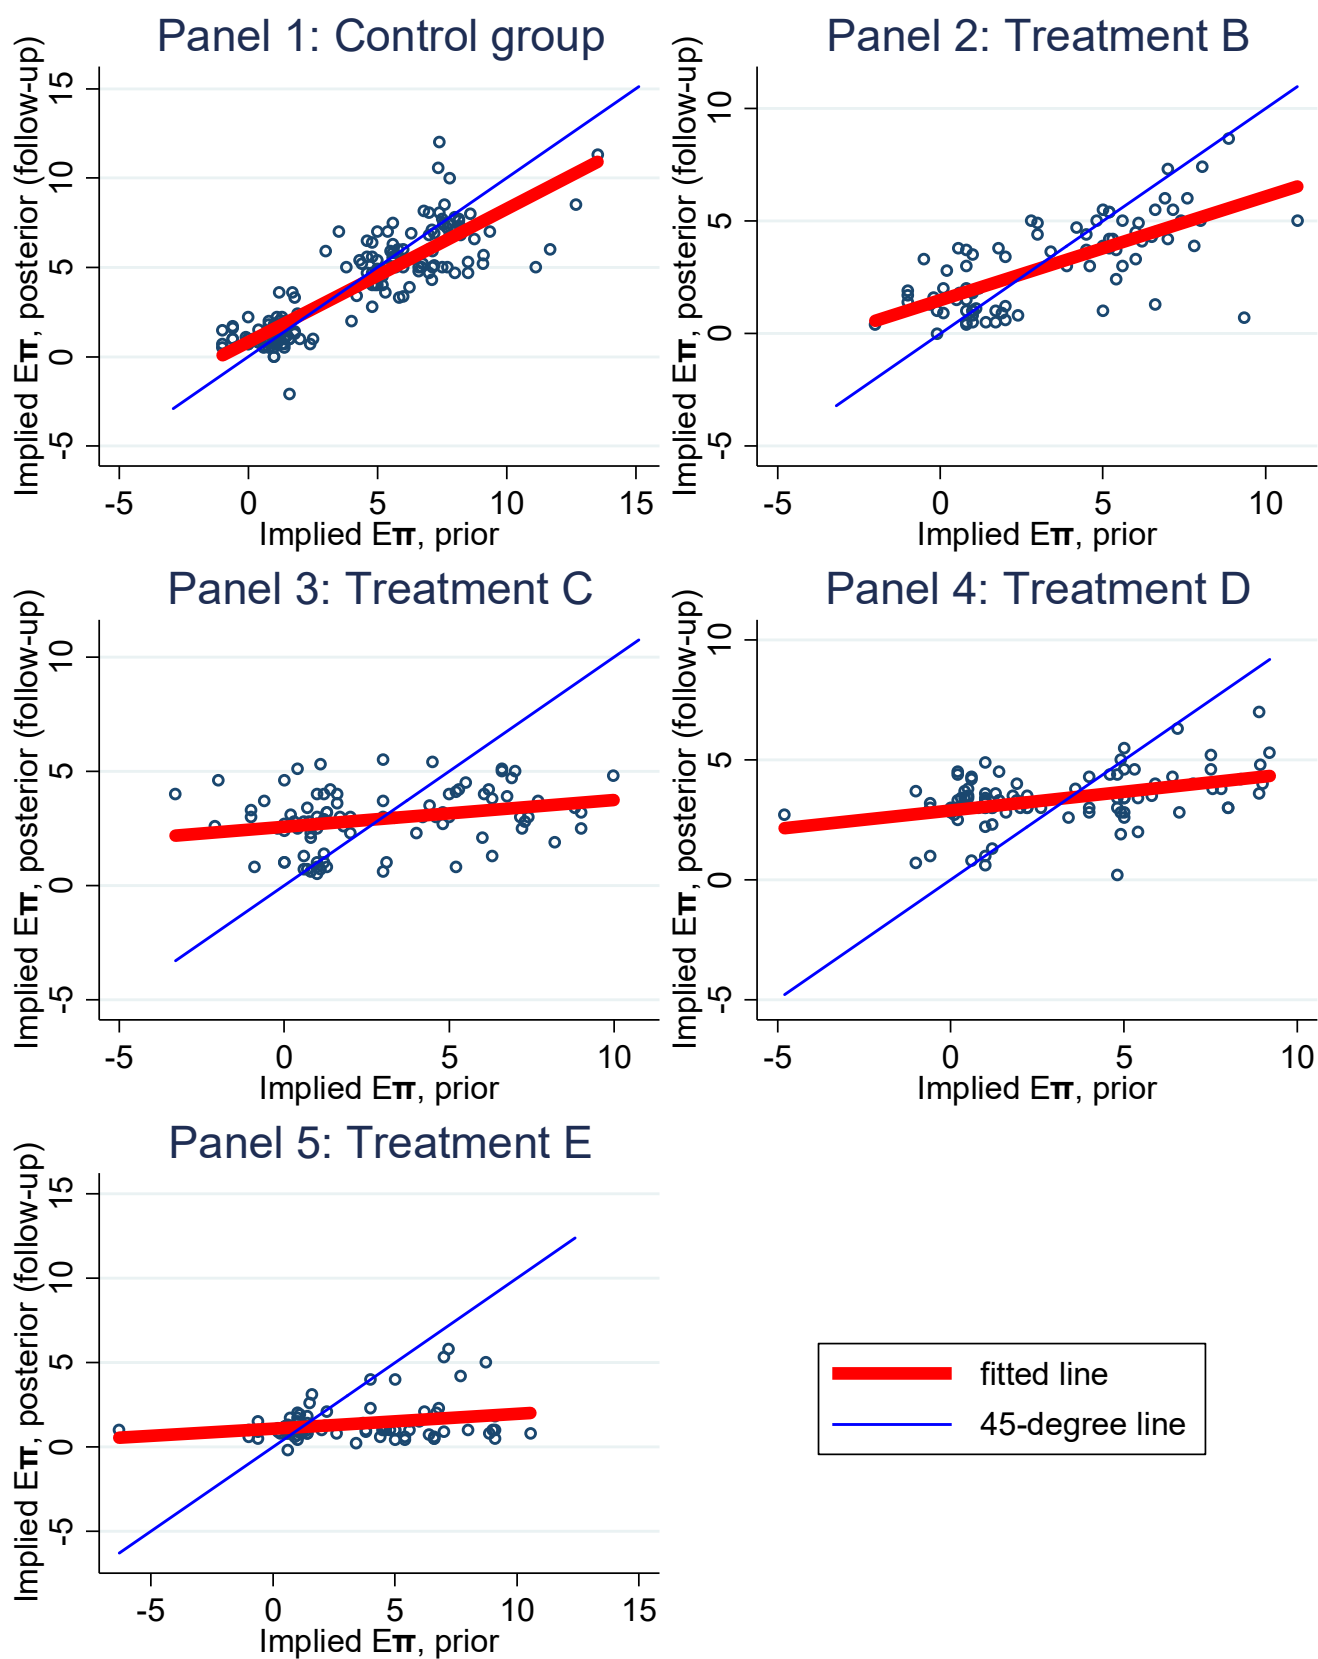 Panel 1: Control group
Implied Eπ, posterior (follow-up)
15
10
5
0
-5
-5 0 5 10 15
Implied Eπ, prior
Panel 2: Treatment B
Implied Eπ, posterior (follow-up)
10
5
0
-5
-5 0 5 10
Implied Eπ, prior
Panel 3: Treatment C
Implied Eπ, posterior (follow-up)
10
5
0
-5
-5 0 5 10
Implied Eπ, prior
Panel 4: Treatment D
Implied Eπ, posterior (follow-up)
10
5
0
-5
-5 0 5 10
Implied Eπ, prior
Panel 5: Treatment E
Implied Eπ, posterior (follow-up)
15
10
5
0
-5
-5 0 5 10 15
Implied Eπ, prior
fitted line
45-degree line